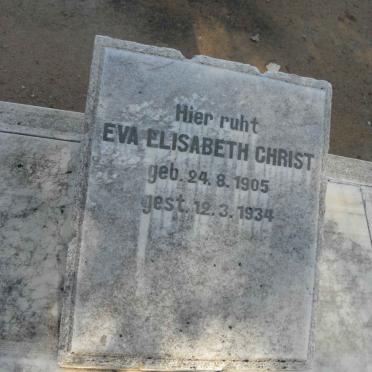 Hier ruht
EVA ELISABETH CHRIST
geb. 24. 8. 1905
gest. 12. 3. 1934